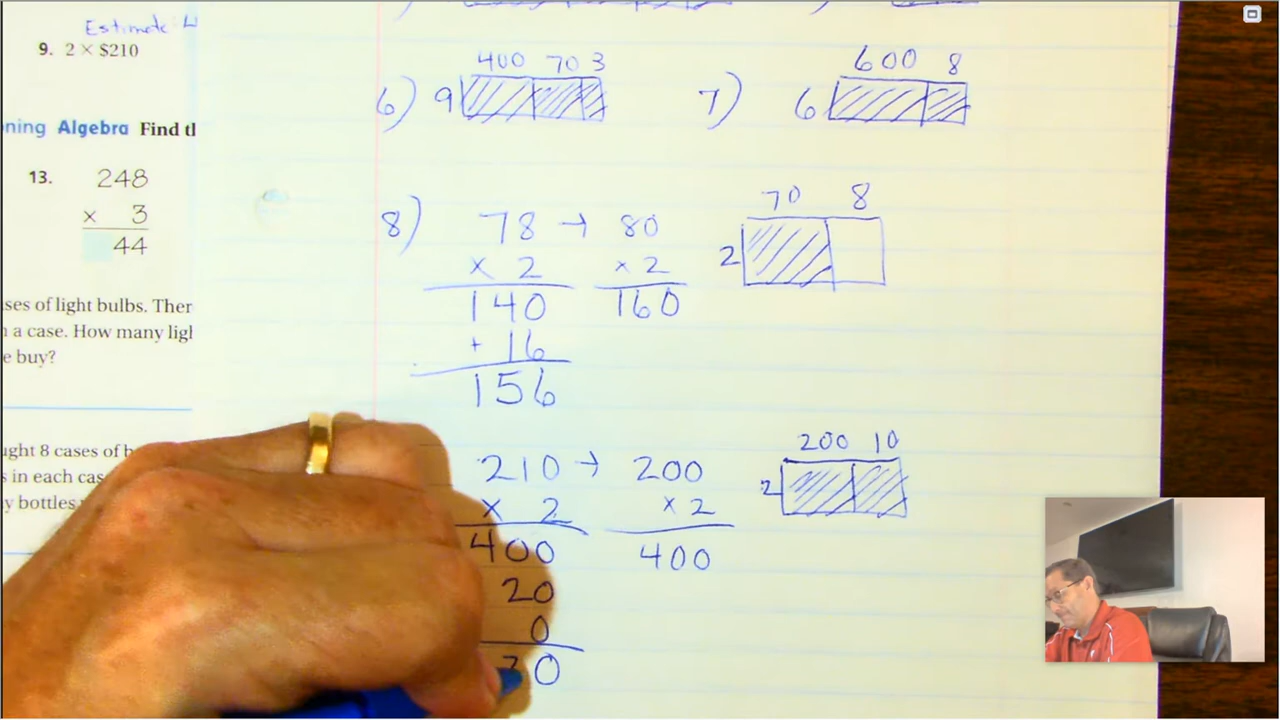 Estimate
9. 2 × $210
ning Algebra Find tl
13. 248
× 3
44
ses of light bulbs. Ther
n a case. How many ligh
e buy?
ught 8 cases of b
s in each cas
y bottles
400 70 3
6) 9
600 8
7) 6
8) 78 → 80
× 2 × 2
140 160
+ 16
156
70 8
2
210 → 200
× 2 × 2
400 400
20
0
20
200 10
2